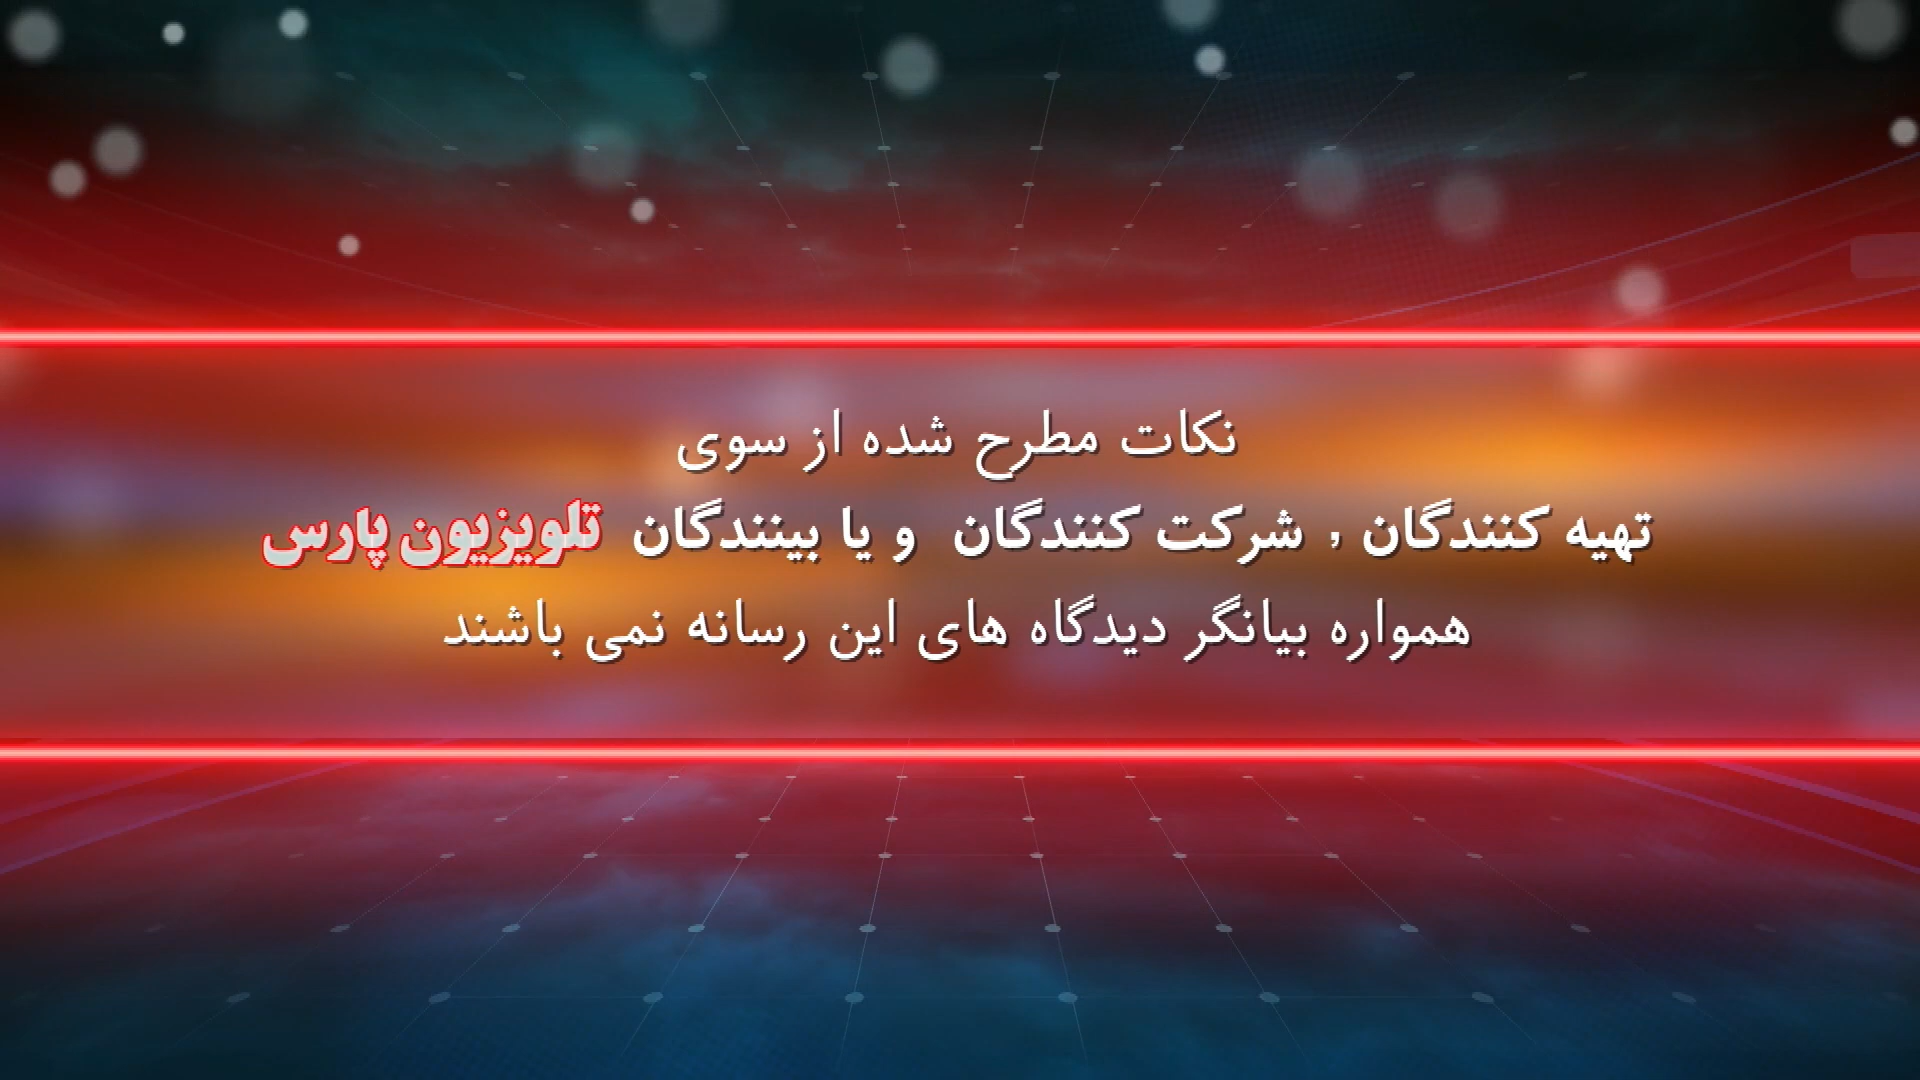 نکات مطرح شده از سوی
تهیه کنندگان , شرکت کنندگان و یا بینندگان تلویزیون پارس
همواره بیانگر دیدگاه های این رسانه نمی باشند